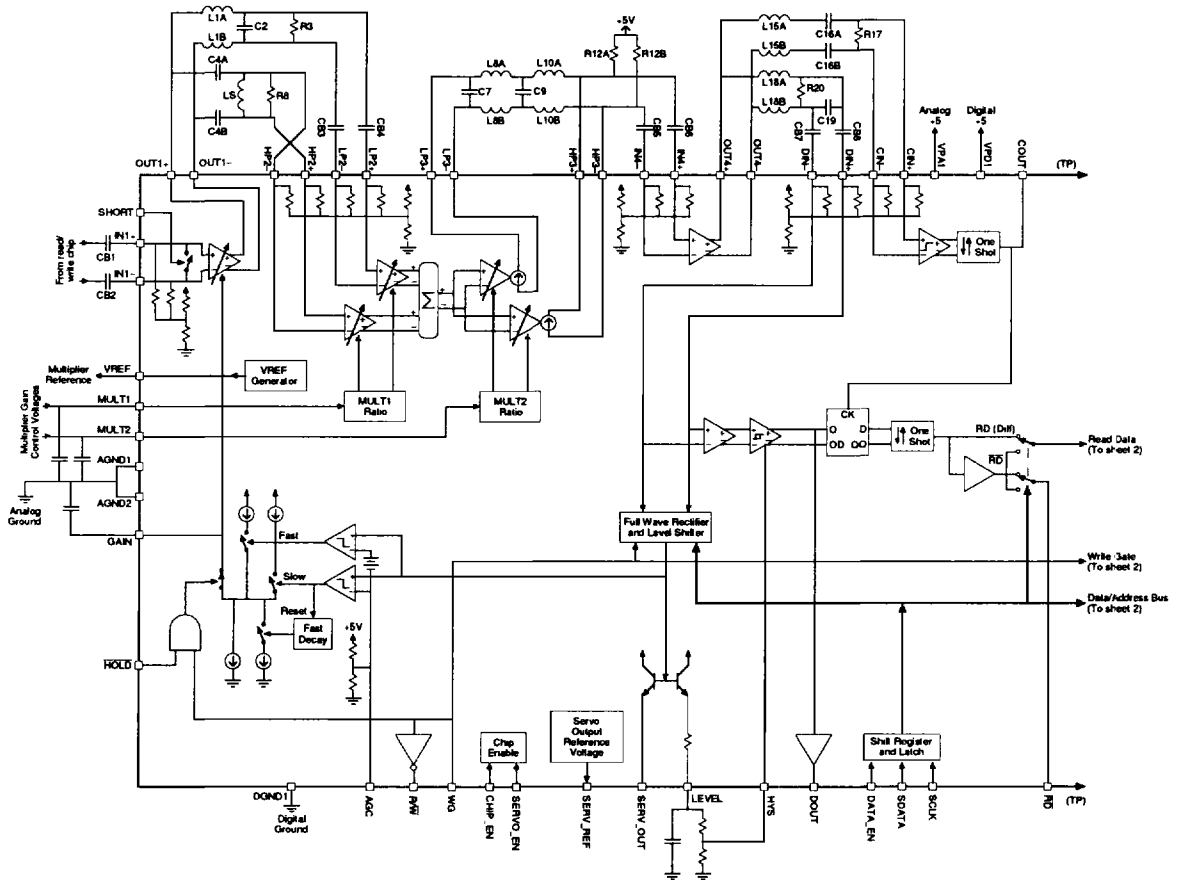 L1A
C2
R3
L1B
C4A
LS
R8
C4B
CB3
CB4
OUT1+
OUT1−
HP2-
HP2+
LP2-
LP2+
L8A
L10A
C7
C9
L8B
L10B
+5V
R12A
R12B
CB5
CB6
LP3+
LP3-
HP3+
HP3-
IN4-
IN4+
L15A
C16A
R17
L15B
C16B
L18A
R20
L18B
C19
CB7
CB8
OUT4+
OUT4-
DIN-
DIN+
CIN-
CIN+
Analog
+5
Digital
+5
VPA1
VPD1
COUT
(TP)
SHORT
From read/
write chip
IN1+
CB1
IN1-
CB2
Σ
One
Shot
Multiplier
Reference
VREF
VREF
Generator
Multiplier Gain
Control Voltages
MULT1
MULT2
MULT1
Ratio
MULT2
Ratio
AGND1
AGND2
Analog
Ground
GAIN
CK
D
OD
QO
One
Shot
RD (Diff)
RD
Read Data
(To sheet 2)
Full Wave Rectifier
and Level Shifter
Fast
Slow
Reset
Fast
Decay
+5V
Write Gate
(To sheet 2)
Data/Address Bus
(To sheet 2)
HOLD
Chip
Enable
Servo
Output
Reference
Voltage
Shift Register
and Latch
DGND1
Digital
Ground
AGC
R/W
WG
CHIP_EN
SERVO_EN
SERV_REF
SERV_OUT
LEVEL
HYS
DOUT
DATA_EN
SDATA
SCLK
RD
(TP)